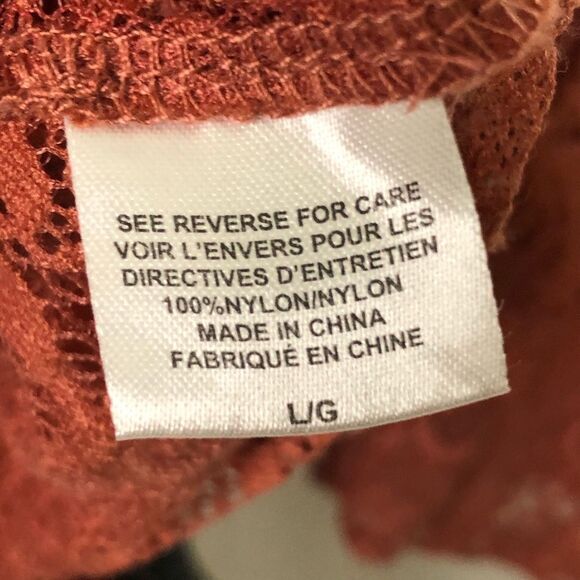 SEE REVERSE FOR CARE
VOIR L'ENVERS POUR LES
DIRECTIVES D'ENTRETIEN
100%NYLON/NYLON
MADE IN CHINA
FABRIQUÉ EN CHINE
L/G